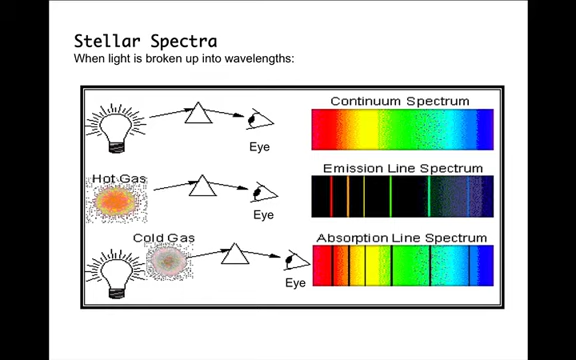 Stellar Spectra
When light is broken up into wavelengths:
Continuum Spectrum
Eye
Hot Gas
Emission Line Spectrum
Eye
Cold Gas
Absorption Line Spectrum
Eye